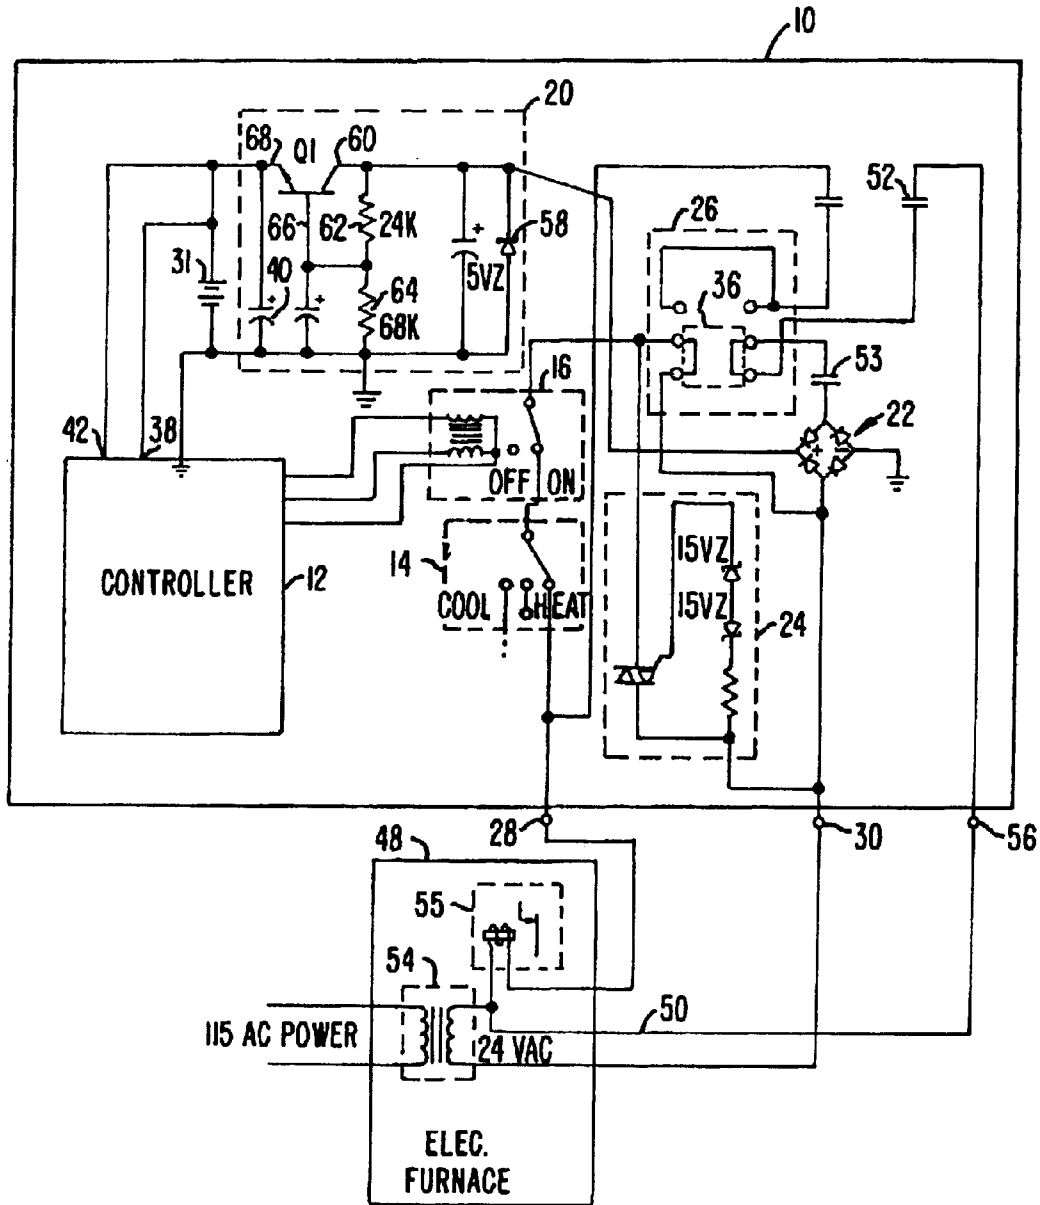 10
20
68
Q1
60
52
26
66
62
24K
58
31
40
+
+
+
5VZ
36
64
68K
53
16
22
42
38
+
-
OFF ON
15VZ
14
CONTROLLER
12
COOL
HEAT
15VZ
24
28
30
56
48
55
54
50
115 AC POWER
24 VAC
ELEC.
FURNACE